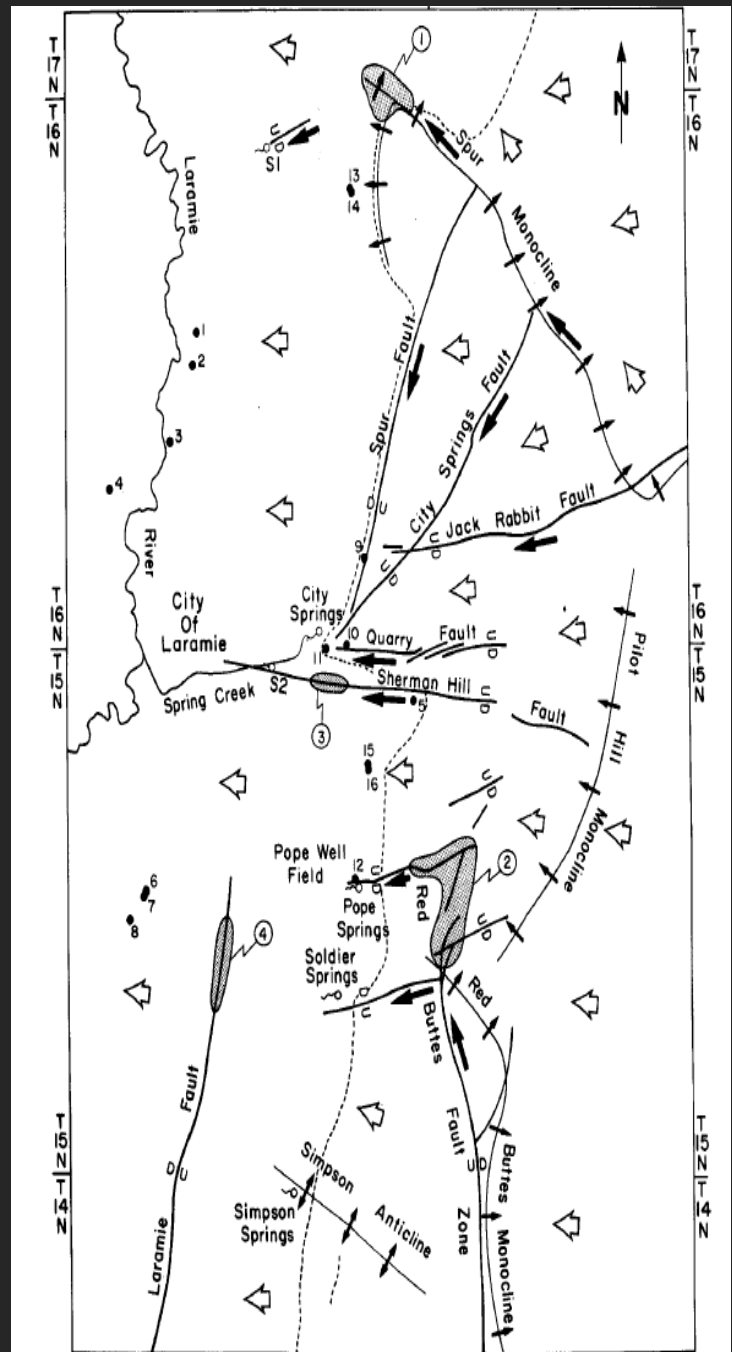 T
17
N
T
16
N
T
17
N
T
16
N
1
N
Spur
Monocline
U
D
S1
13
14
Laramie
River
1
2
3
4
Spur
Fault
D U
City
Springs
Fault
U
D
Jack Rabbit Fault
U
D
9
City
Springs
T
16
N
T
15
N
T
16
N
T
15
N
City
Of
Laramie
10
11
Quarry Fault
U
D
Spring Creek
S2
Sherman Hill
Fault
U
D
3
5
Pilot
Hill
Monocline
15
16
U
D
Pope Well
Field
12
U
D
Pope
Springs
Red
Buttes
Fault
Zone
2
U
D
6
7
8
4
Soldier
Springs
D
U
Red
Buttes
Monocline
U D
Laramie
Fault
D U
Simpson
Springs
Simpson
Anticline
T
15
N
T
14
N
T
15
N
T
14
N